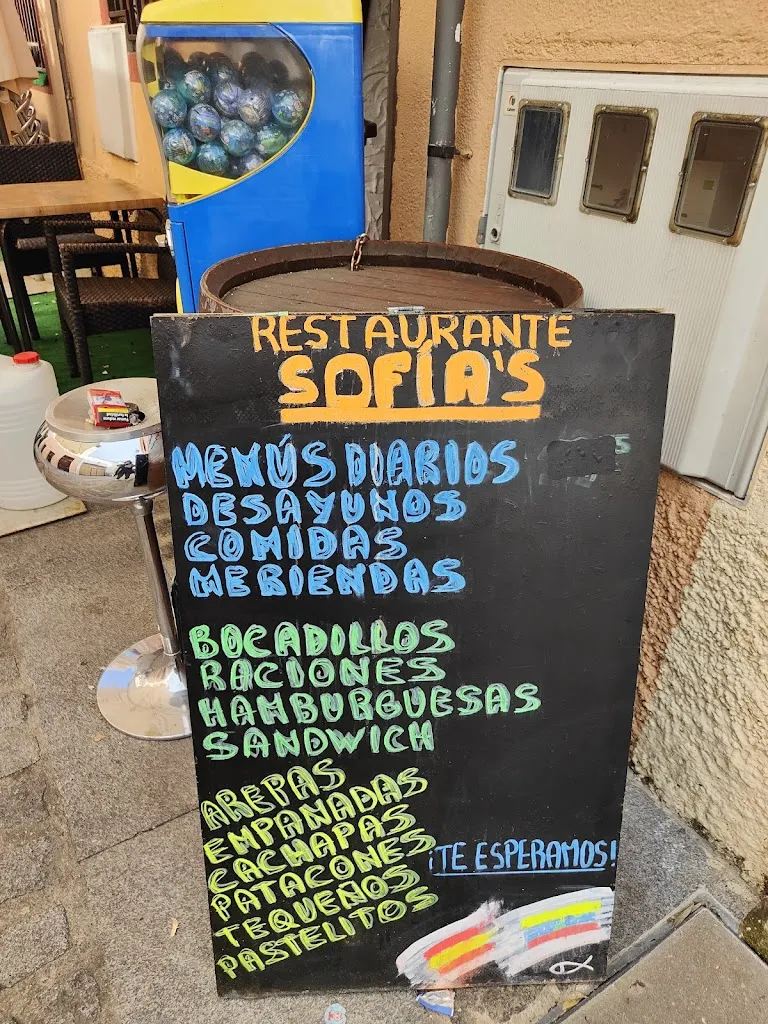 RESTAURANTE
SOFÍA'S
MENÚS DIARIOS
DESAYUNOS
COMIDAS
MERIENDAS
BOCADILLOS
RACIONES
HAMBURGUESAS
SANDWICH
AREPAS
EMPANADAS
CACHAPAS
PATACONES
TEQUEÑOS
PASTELITOS
¡TE ESPERAMOS!